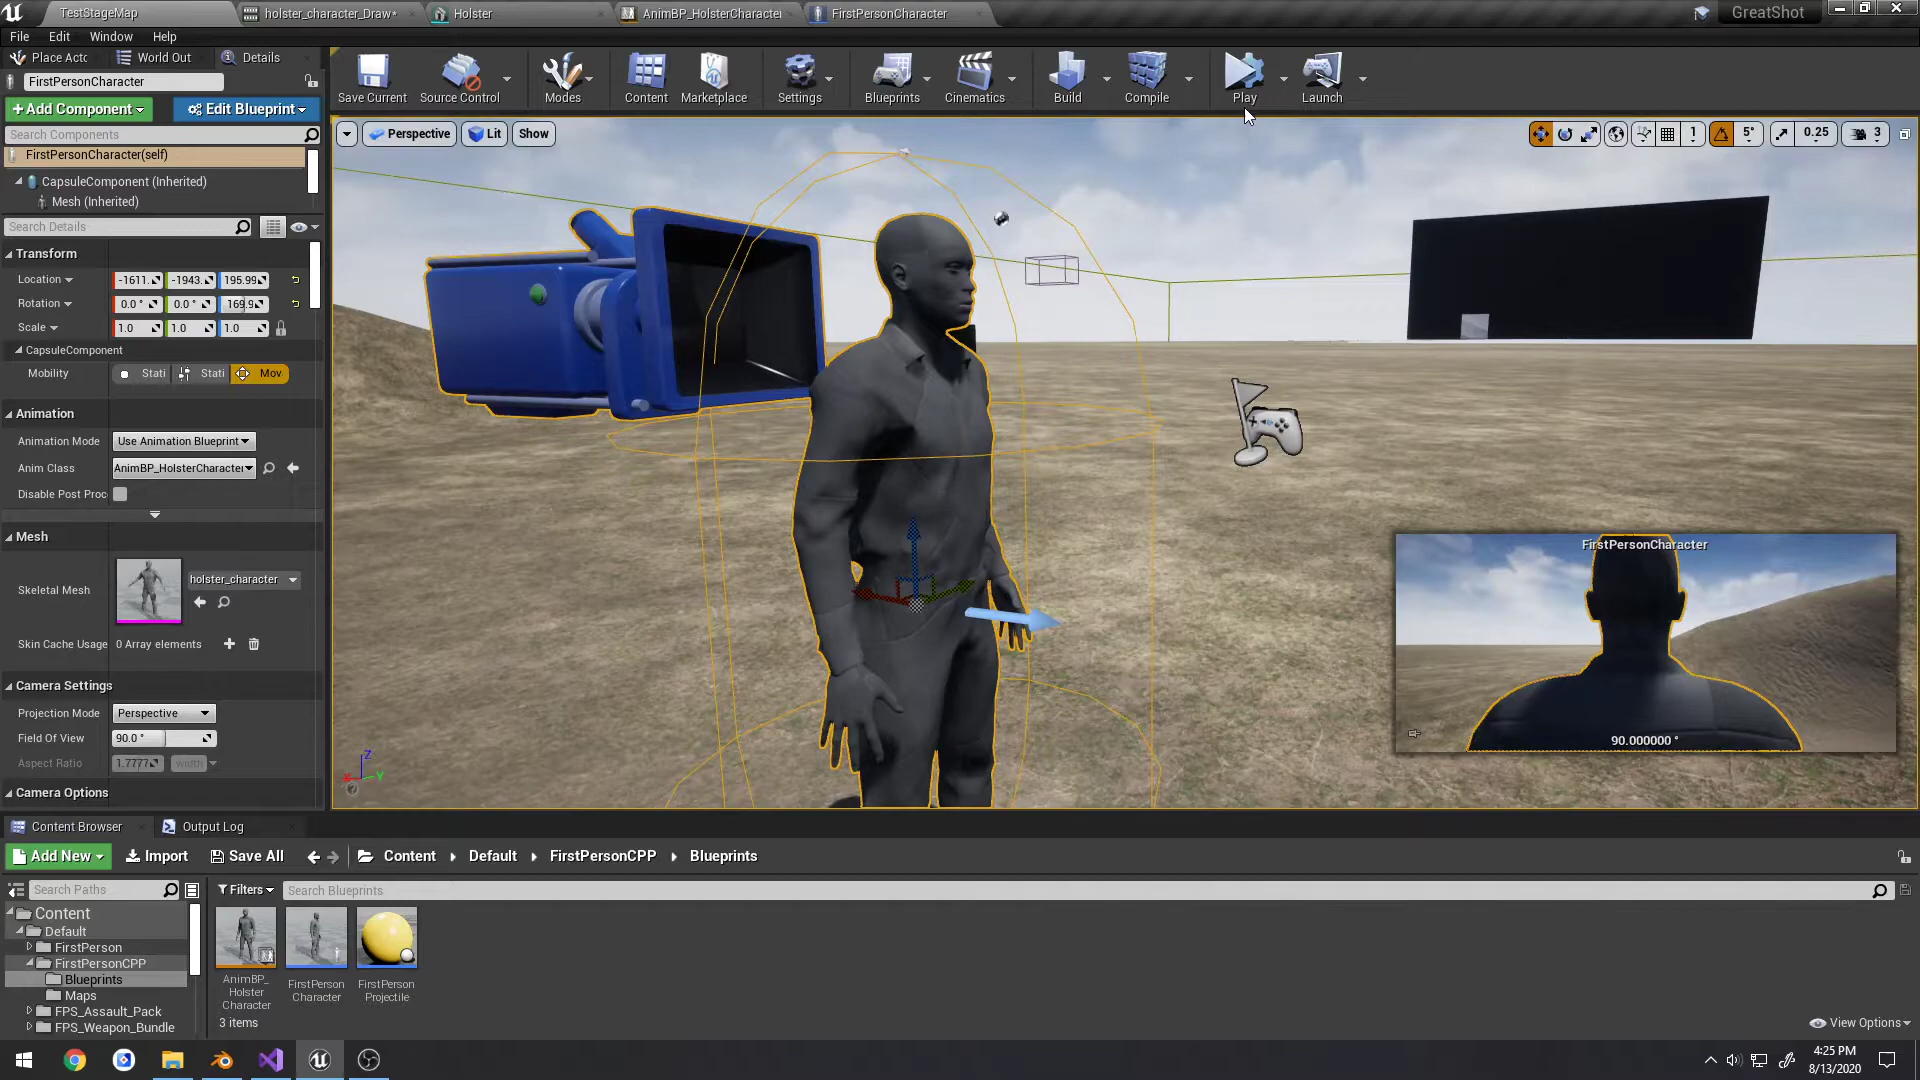 TestStageMap
holster_character_Draw*
Holster
AnimBP_HolsterCharacter
FirstPersonCharacter
GreatShot
File Edit Window Help
Place Acto
World Out
Details
FirstPersonCharacter
+Add Component
Edit Blueprint
Search Components
FirstPersonCharacter(self)
CapsuleComponent (Inherited)
Mesh (Inherited)
Search Details
Transform
Location -1611. -1943. 195.99
Rotation 0.0 ° 0.0 ° 169.9
Scale 1.0 1.0 1.0
CapsuleComponent
Mobility Stati Stati Mov
Animation
Animation Mode Use Animation Blueprint
Anim Class AnimBP_HolsterCharacter
Disable Post Proc
Mesh
Skeletal Mesh holster_character
Skin Cache Usage 0 Array elements
Camera Settings
Projection Mode Perspective
Field Of View 90.0 °
Aspect Ratio 1.7777 width
Camera Options
Save Current
Source Control
Modes
Content
Marketplace
Settings
Blueprints
Cinematics
Build
Compile
Play
Launch
Perspective
Lit
Show
1
5°
0.25
3
FirstPersonCharacter
90.000000 °
Z
X
Y
Content Browser
Output Log
Add New
Import
Save All
Content
Default
FirstPersonCPP
Blueprints
Search Paths
Filters
Search Blueprints
Content
Default
FirstPerson
FirstPersonCPP
Blueprints
Maps
FPS_Assault_Pack
FPS_Weapon_Bundle
AnimBP_
Holster
Character
FirstPerson
Character
FirstPerson
Projectile
3 items
View Options
4:25 PM
8/13/2020